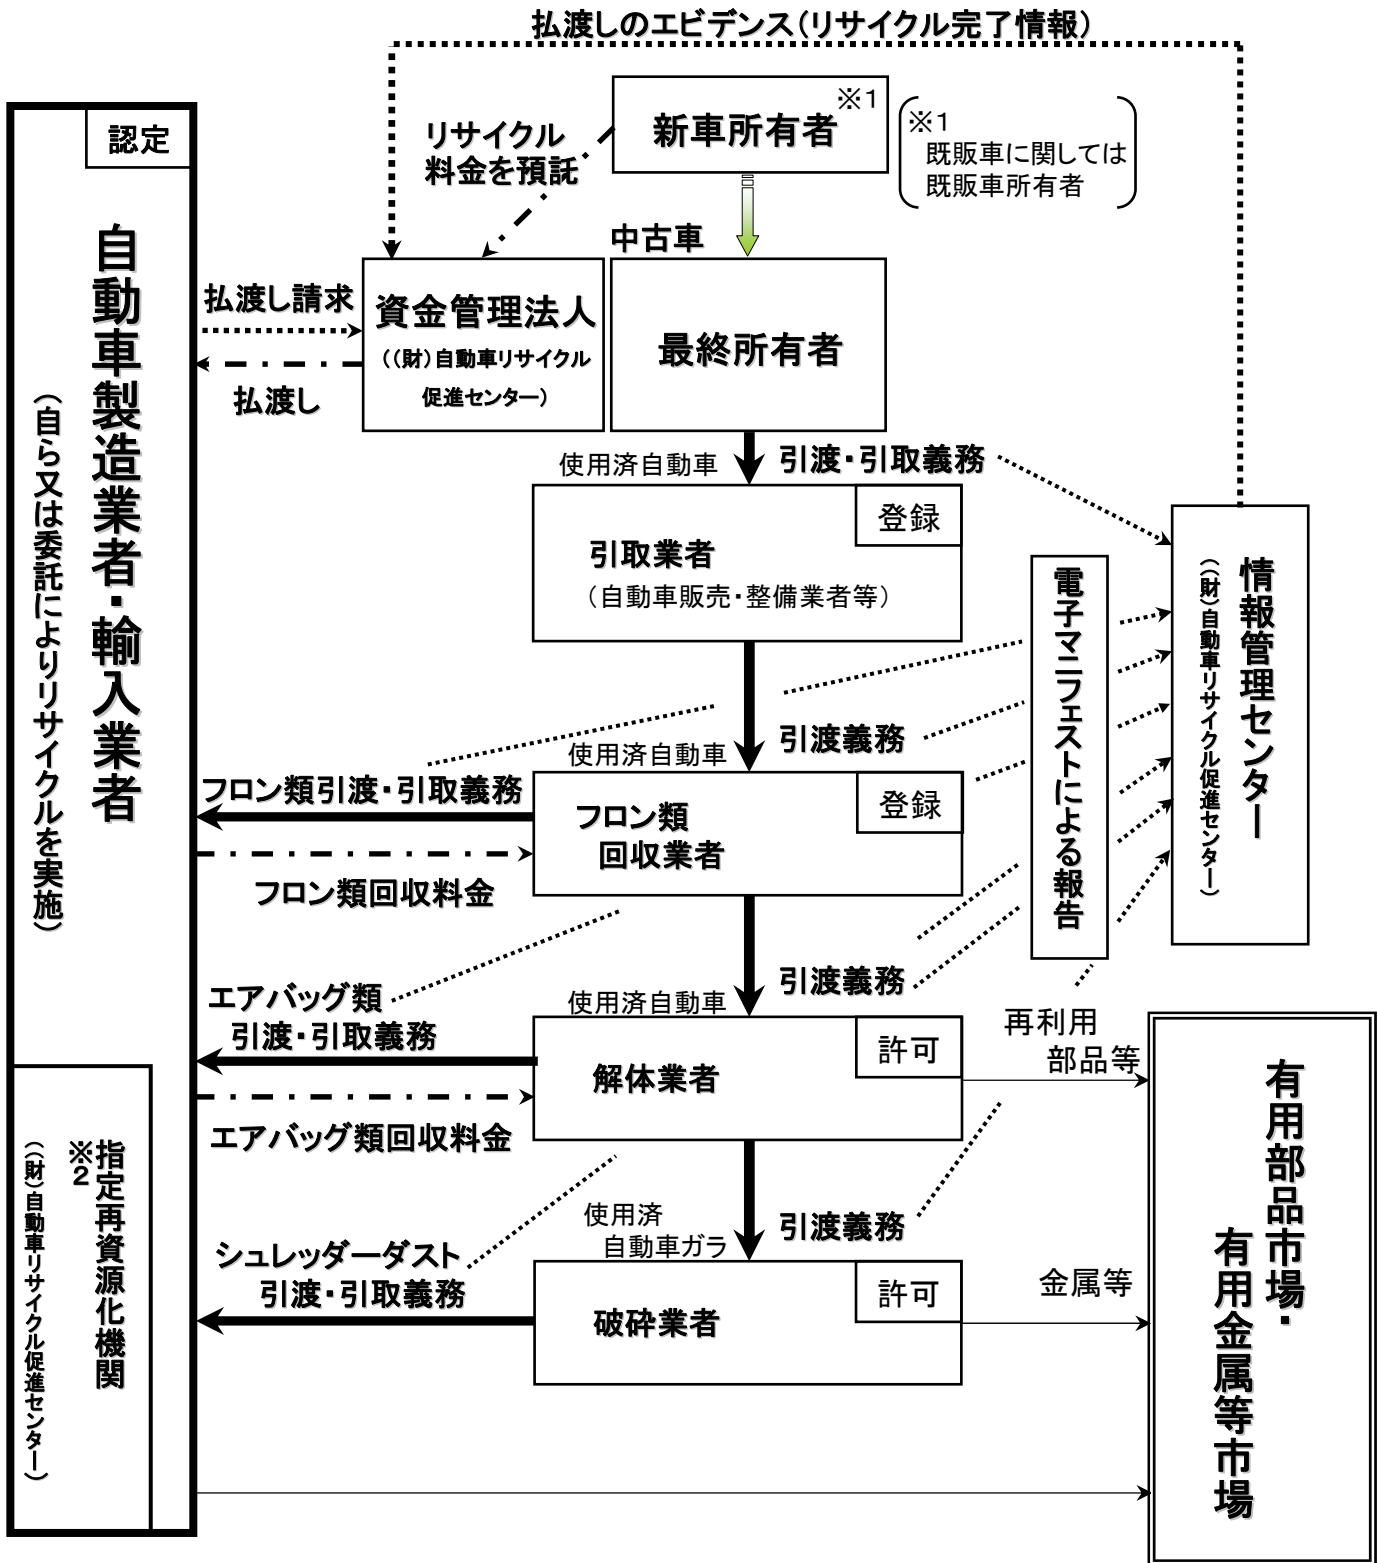 払渡しのエビデンス(リサイクル完了情報)
認定
自動車製造業者・輸入業者
(自ら又は委託によりリサイクルを実施)
リサイクル
料金を預託
新車所有者
※1
※1
既販車に関しては
既販車所有者
中古車
払渡し請求
払渡し
資金管理法人
((財)自動車リサイクル
促進センター)
最終所有者
使用済自動車
引渡・引取義務
登録
引取業者
(自動車販売・整備業者等)
電子マニフェストによる報告
情報管理センター
((財)自動車リサイクル促進センター)
使用済自動車
引渡義務
フロン類引渡・引取義務
登録
フロン類
回収業者
フロン類回収料金
エアバッグ類
引渡・引取義務
使用済自動車
引渡義務
許可
解体業者
再利用
部品等
エアバッグ類回収料金
指定再資源化機関
※2
((財)自動車リサイクル促進センター)
使用済
自動車ガラ
引渡義務
シュレッダーダスト
引渡・引取義務
許可
破砕業者
金属等
有用部品市場・
有用金属等市場